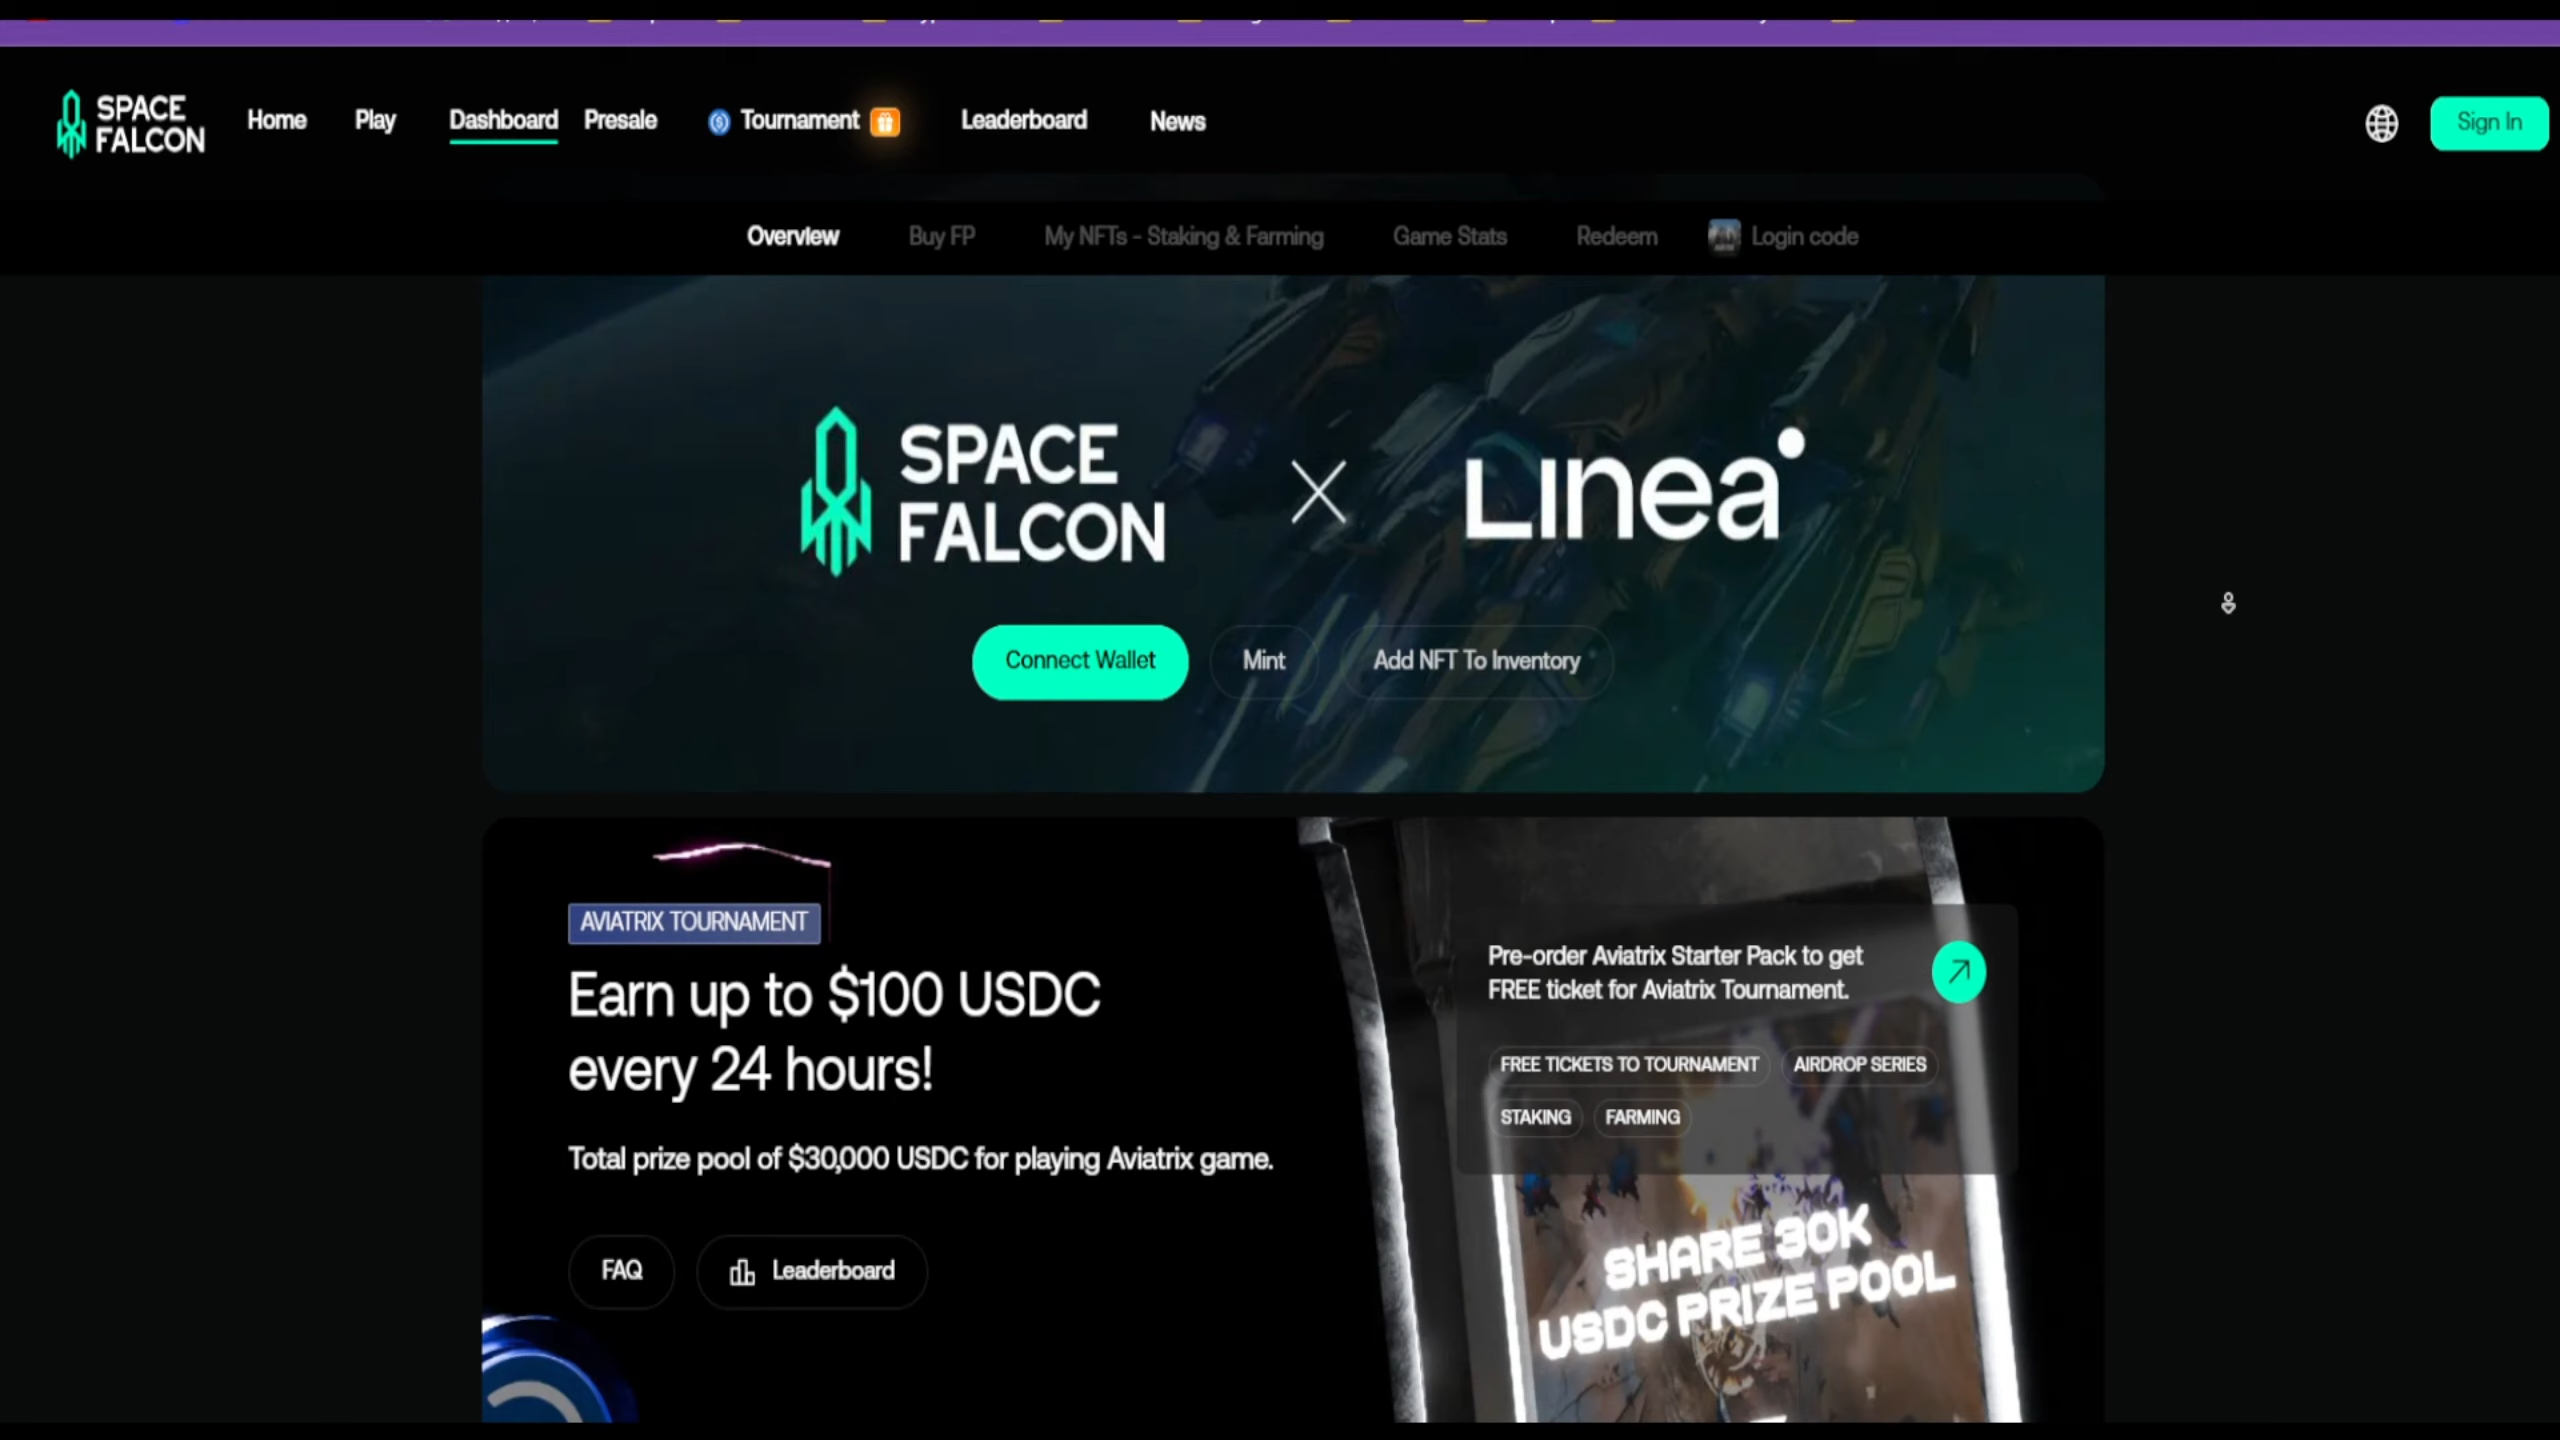 SPACE
FALCON
Home
Play
Dashboard
Presale
Tournament
Leaderboard
News
Sign In
Overview
Buy FP
My NFTs - Staking & Farming
Game Stats
Redeem
Login code
SPACE
FALCON
Linea
Connect Wallet
Mint
Add NFT To Inventory
AVIATRIX TOURNAMENT
Earn up to $100 USDC
every 24 hours!
Total prize pool of $30,000 USDC for playing Aviatrix game.
FAQ
Leaderboard
Pre-order Aviatrix Starter Pack to get
FREE ticket for Aviatrix Tournament.
FREE TICKETS TO TOURNAMENT
AIRDROP SERIES
STAKING
FARMING
SHARE 30K
USDC PRIZE POOL